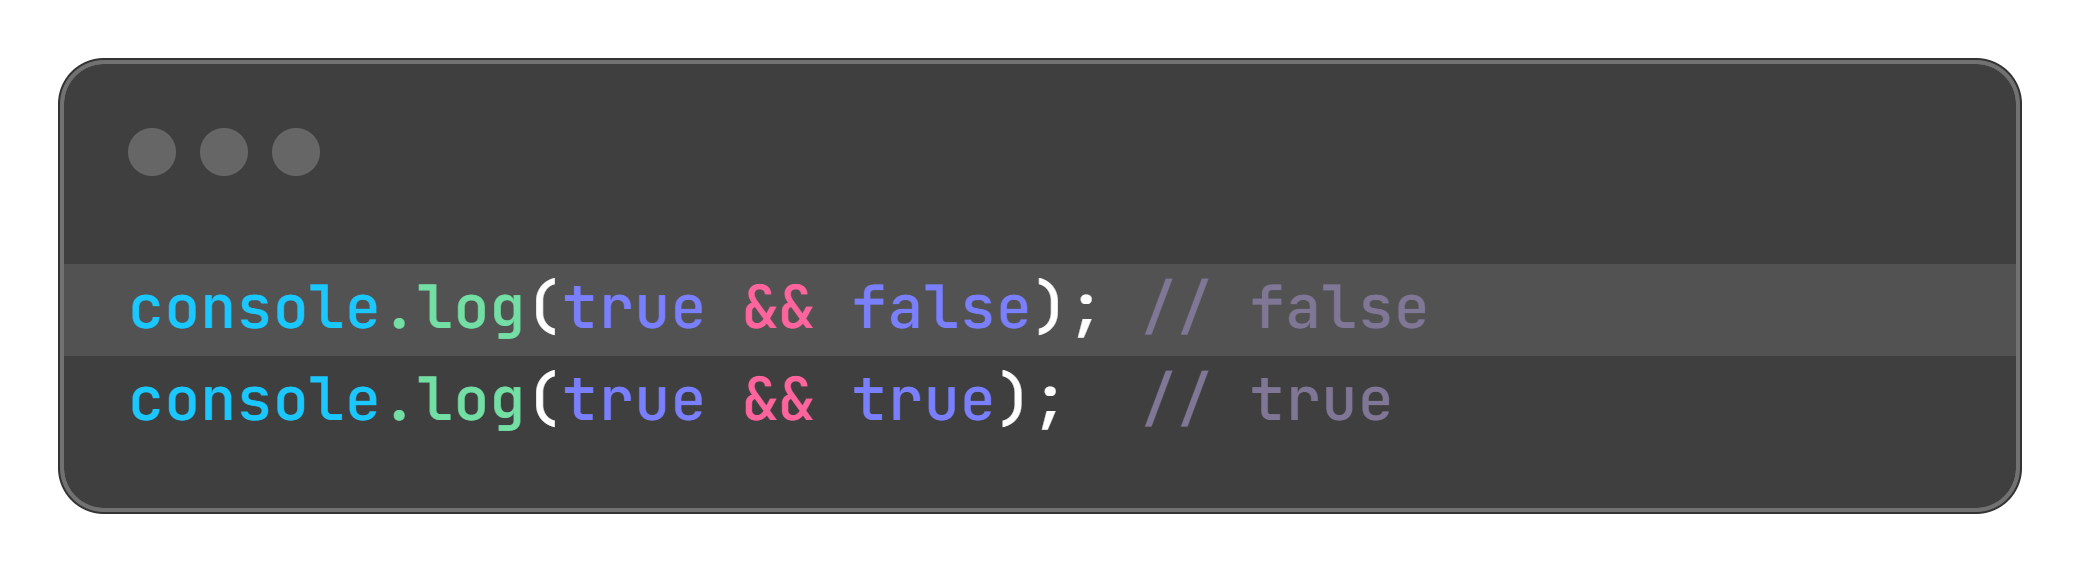 console.log(true && false); // false
console.log(true && true);  // true